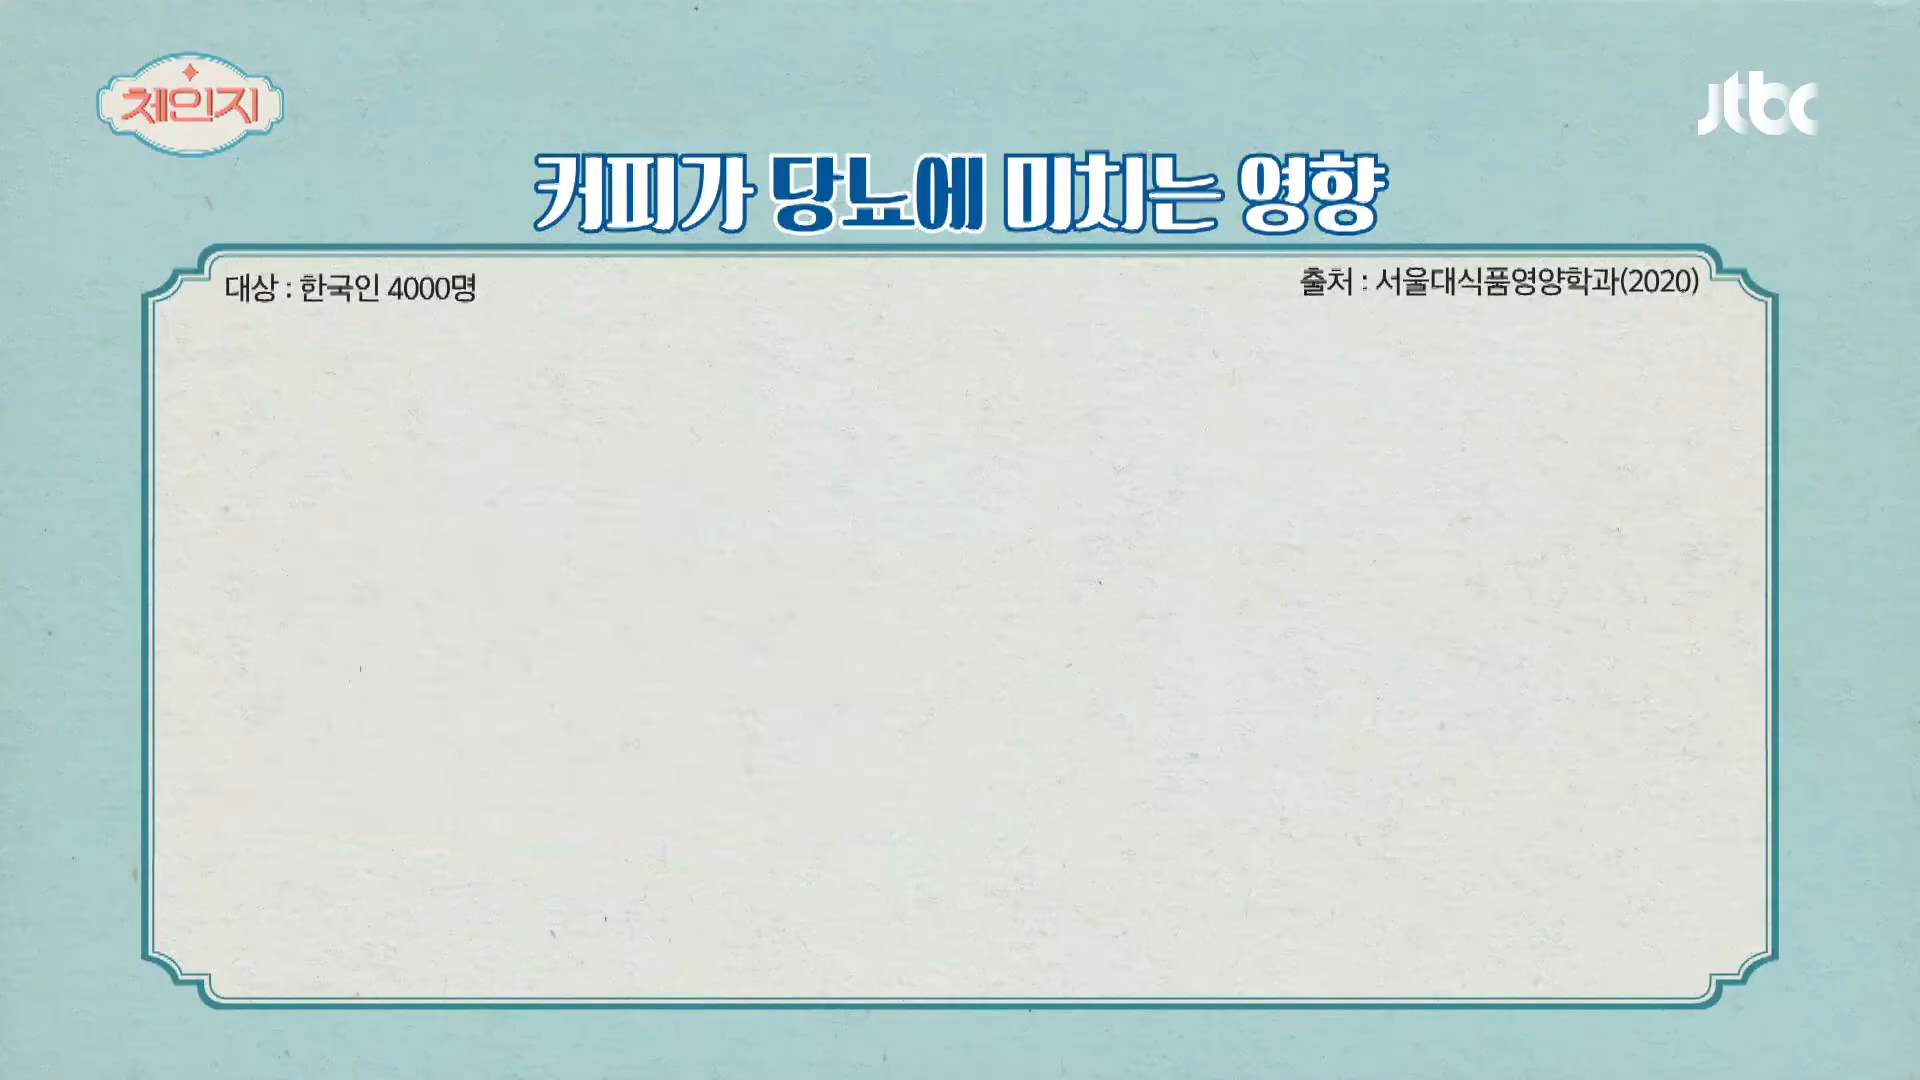 체인지
jtbc
커피가 당뇨에 미치는 영향
대상 : 한국인 4000명
출처 : 서울대식품영양학과(2020)